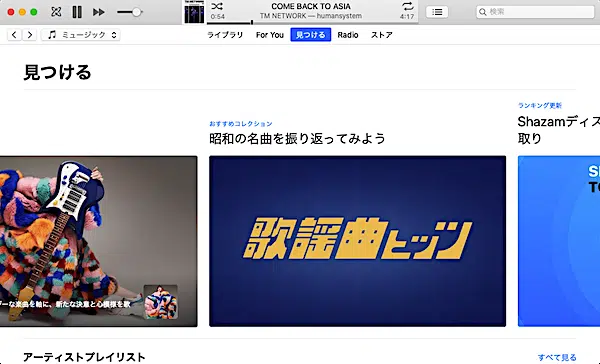 COME BACK TO ASIA
TM NETWORK — humansystem
0:54
4:17
検索
ミュージック
ライブラリ
For You
見つける
Radio
ストア
見つける
おすすめコレクション
昭和の名曲を振り返ってみよう
ランキング更新
Shazamディス
取り
歌謡曲ヒッツ
な楽曲を軸に、新たな決意と心模様を歌
アーティストプレイリスト
すべて見る